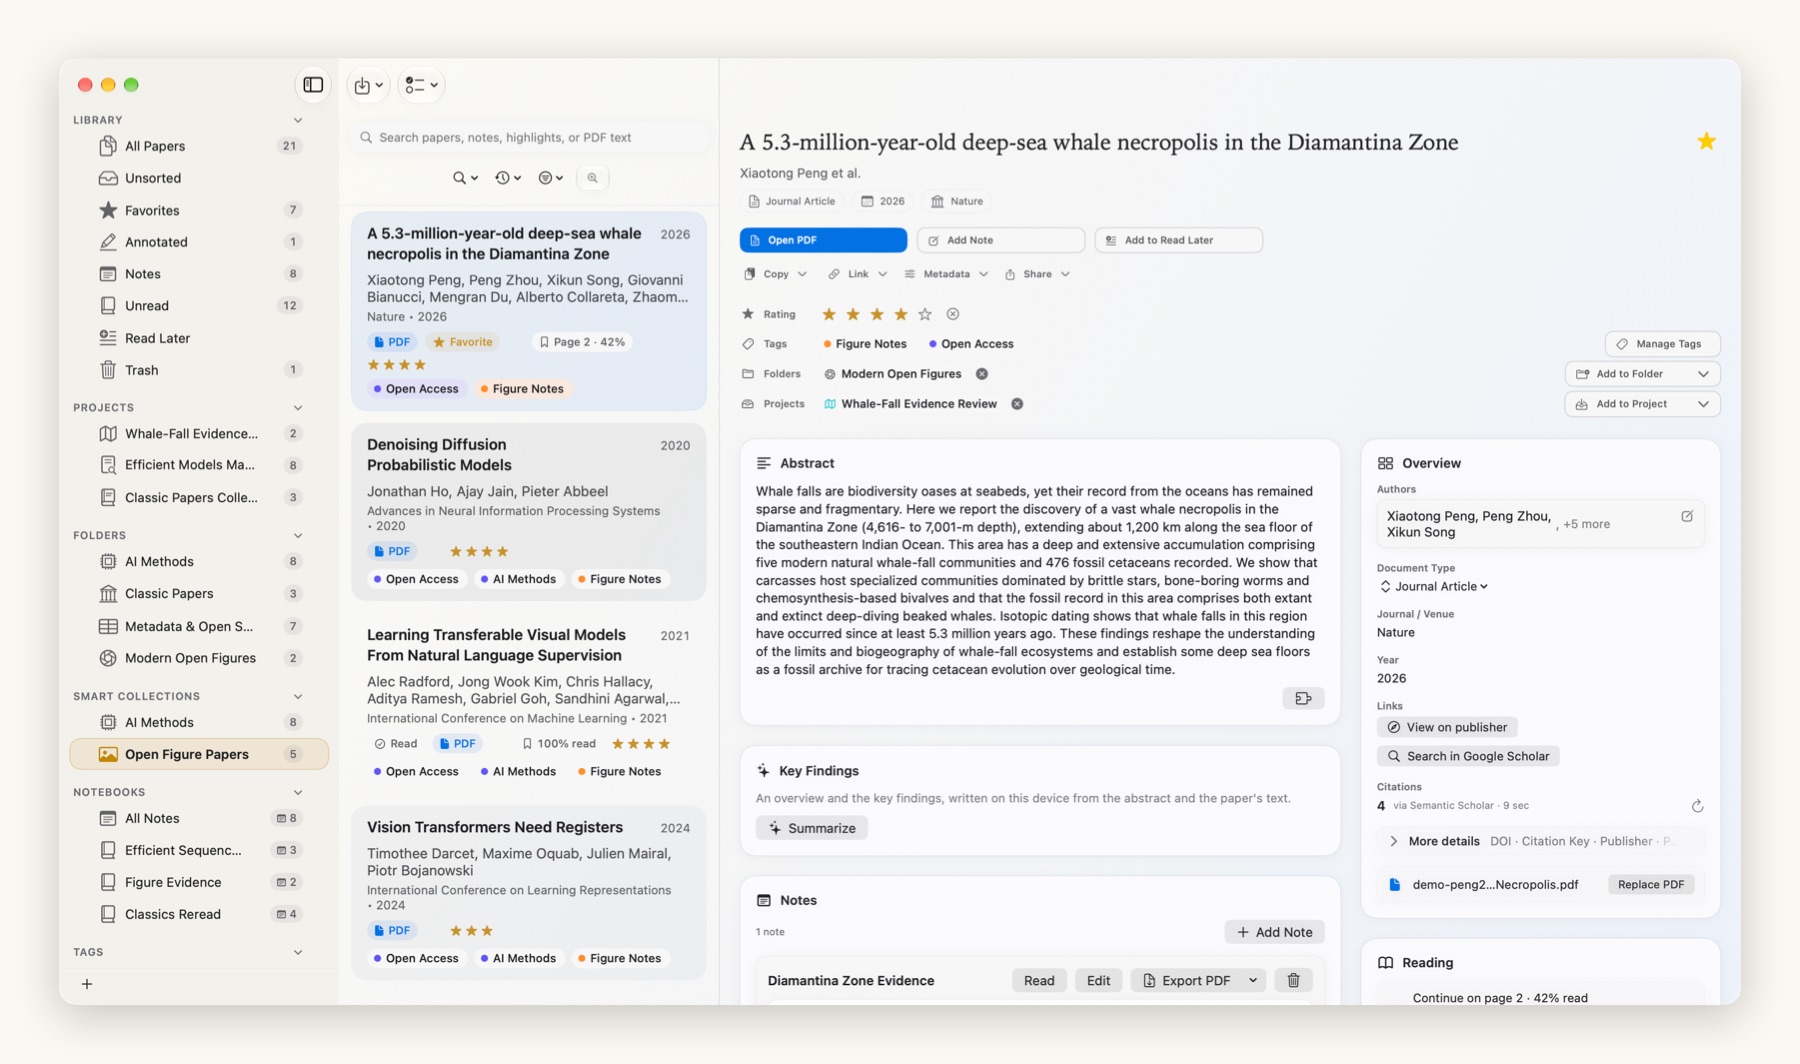 LIBRARY
All Papers 21
Unsorted
Favorites 7
Annotated 1
Notes 8
Unread 12
Read Later
Trash 1
PROJECTS
Whale-Fall Evidence... 2
Efficient Models Ma... 8
Classic Papers Colle... 3
FOLDERS
AI Methods 8
Classic Papers 3
Metadata & Open S... 7
Modern Open Figures 2
SMART COLLECTIONS
AI Methods 8
Open Figure Papers 5
NOTEBOOKS
All Notes 8
Efficient Sequenc... 3
Figure Evidence 2
Classics Reread 4
TAGS
Search papers, notes, highlights, or PDF text
A 5.3-million-year-old deep-sea whale 2026
necropolis in the Diamantina Zone
Xiaotong Peng, Peng Zhou, Xikun Song, Giovanni
Bianucci, Mengran Du, Alberto Collareta, Zhaom...
Nature • 2026
PDF Favorite Page 2 · 42%
Open Access Figure Notes
Denoising Diffusion 2020
Probabilistic Models
Jonathan Ho, Ajay Jain, Pieter Abbeel
Advances in Neural Information Processing Systems
• 2020
PDF
Open Access AI Methods Figure Notes
Learning Transferable Visual Models 2021
From Natural Language Supervision
Alec Radford, Jong Wook Kim, Chris Hallacy,
Aditya Ramesh, Gabriel Goh, Sandhini Agarwal,...
International Conference on Machine Learning • 2021
Read PDF 100% read
Open Access AI Methods Figure Notes
Vision Transformers Need Registers 2024
Timothee Darcet, Maxime Oquab, Julien Mairal,
Piotr Bojanowski
International Conference on Learning Representations
• 2024
PDF
Open Access AI Methods Figure Notes
A 5.3-million-year-old deep-sea whale necropolis in the Diamantina Zone
Xiaotong Peng et al.
Journal Article 2026 Nature
Open PDF Add Note Add to Read Later
Copy Link Metadata Share
Rating
Tags Figure Notes Open Access Manage Tags
Folders Modern Open Figures Add to Folder
Projects Whale-Fall Evidence Review Add to Project
Abstract
Whale falls are biodiversity oases at seabeds, yet their record from the oceans has remained
sparse and fragmentary. Here we report the discovery of a vast whale necropolis in the
Diamantina Zone (4,616- to 7,001-m depth), extending about 1,200 km along the sea floor of
the southeastern Indian Ocean. This area has a deep and extensive accumulation comprising
five modern natural whale-fall communities and 476 fossil cetaceans recorded. We show that
carcasses host specialized communities dominated by brittle stars, bone-boring worms and
chemosynthesis-based bivalves and that the fossil record in this area comprises both extant
and extinct deep-diving beaked whales. Isotopic dating shows that whale falls in this region
have occurred since at least 5.3 million years ago. These findings reshape the understanding
of the limits and biogeography of whale-fall ecosystems and establish some deep sea floors
as a fossil archive for tracing cetacean evolution over geological time.
Key Findings
An overview and the key findings, written on this device from the abstract and the paper's text.
Summarize
Notes
1 note
Add Note
Diamantina Zone Evidence Read Edit Export PDF
Overview
Authors
Xiaotong Peng, Peng Zhou, 
Xikun Song , +5 more
Document Type
Journal Article
Journal / Venue
Nature
Year
2026
Links
View on publisher
Search in Google Scholar
Citations
4 via Semantic Scholar · 9 sec
More details DOI · Citation Key · Publisher · P...
demo-peng2...Necropolis.pdf Replace PDF
Reading
Continue on page 2 · 42% read